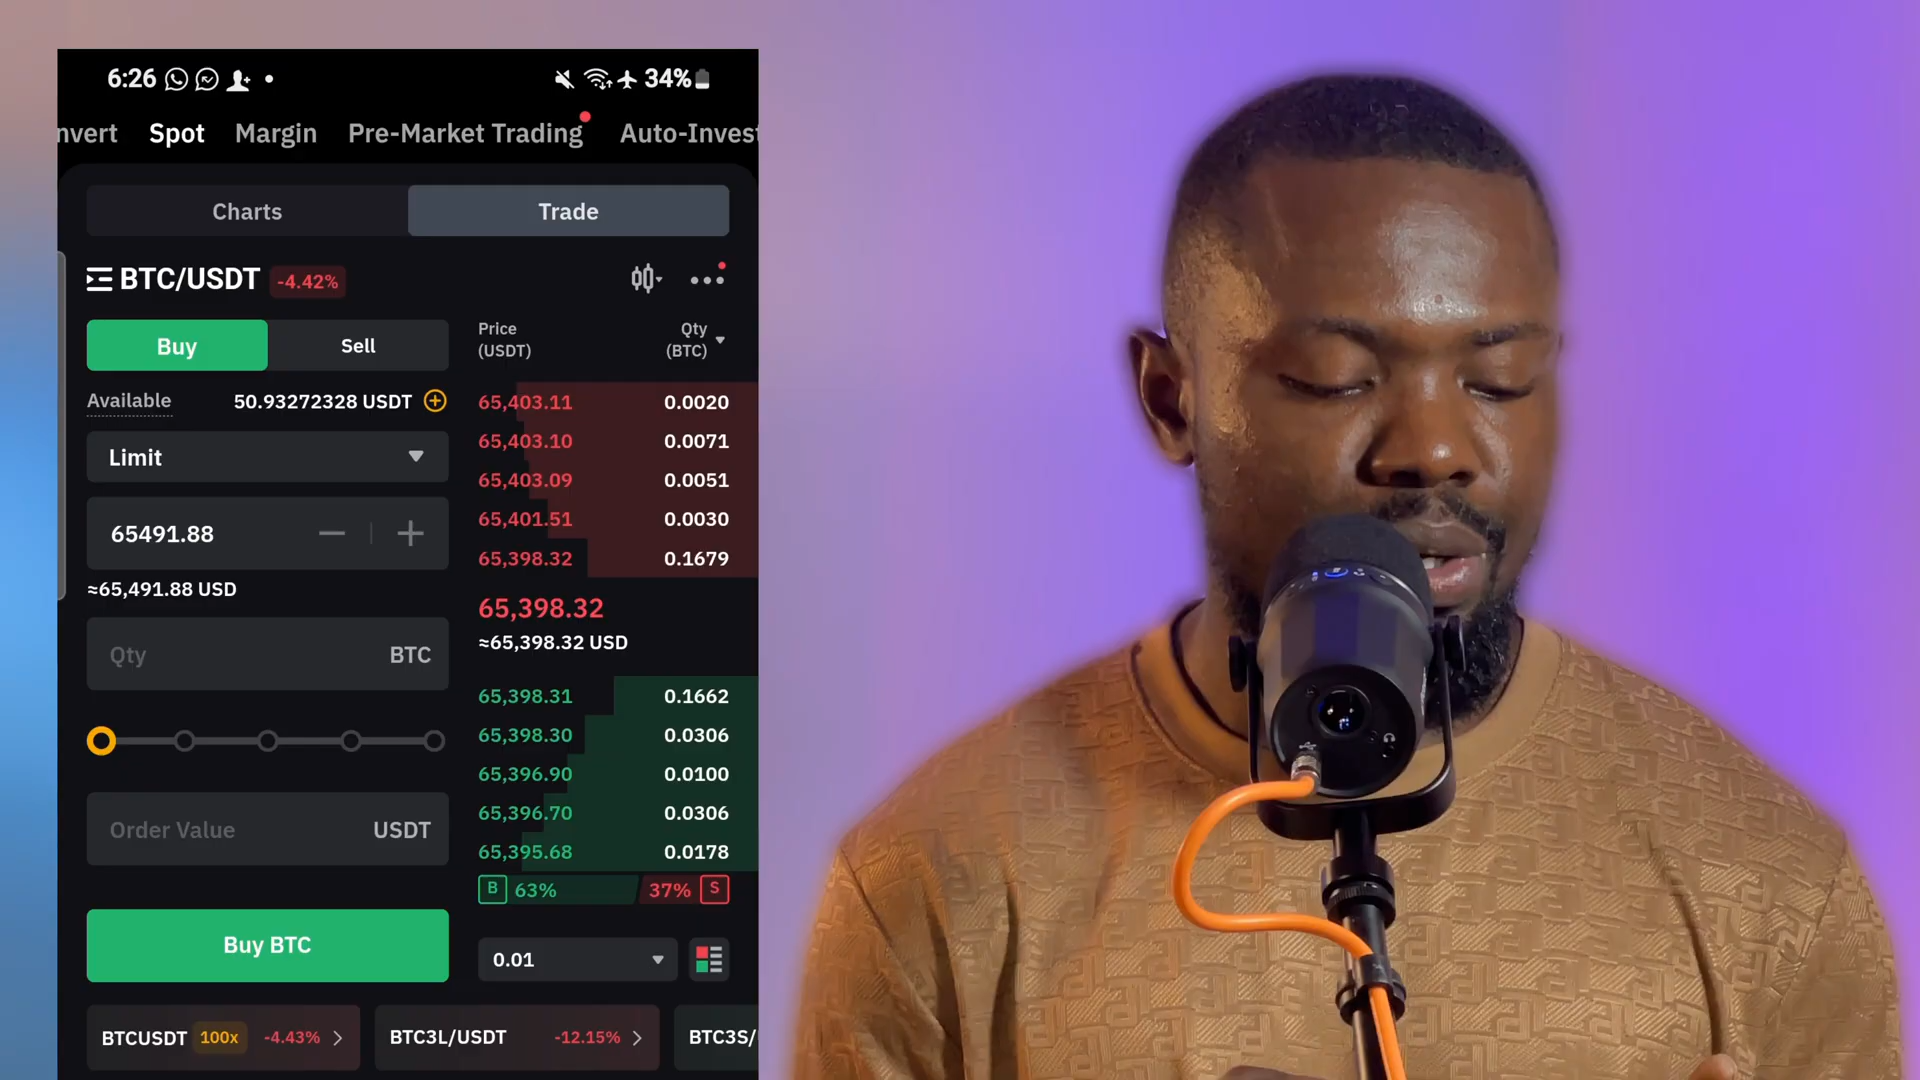 6:26
34%
nvert Spot Margin Pre-Market Trading Auto-Invest
Charts Trade
BTC/USDT -4.42%
Buy Sell
Price (USDT) Qty (BTC)
Available 50.93272328 USDT
Limit
65491.88
≈65,491.88 USD
Qty BTC
Order Value USDT
Buy BTC
65,403.11 0.0020
65,403.10 0.0071
65,403.09 0.0051
65,401.51 0.0030
65,398.32 0.1679
65,398.32
≈65,398.32 USD
65,398.31 0.1662
65,398.30 0.0306
65,396.90 0.0100
65,396.70 0.0306
65,395.68 0.0178
B 63% 37% S
0.01
BTCUSDT 100x -4.43%
BTC3L/USDT -12.15%
BTC3S/